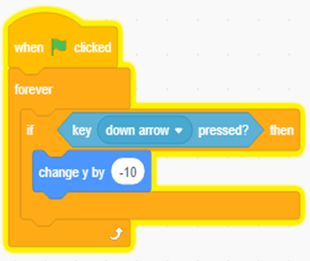 when clicked
forever
if key down arrow pressed? then
change y by -10